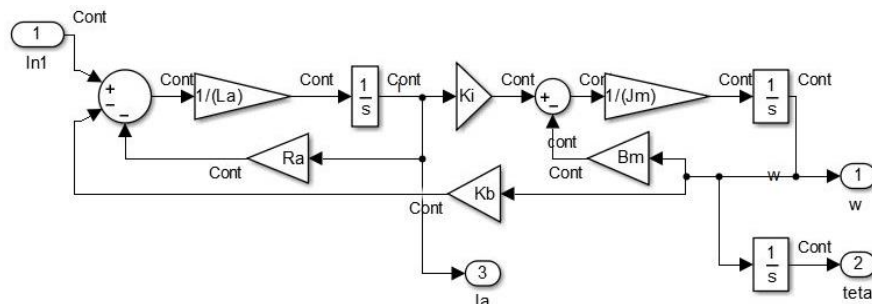 Cont
1
In1
+
−
−
Cont
1/(La)
Cont
1
s
Cont
Ki
Cont
+
−
Cont
1/(Jm)
Cont
1
s
Cont
Ra
Cont
cont
Bm
Cont
Kb
Cont
w
1
w
3
Ia
1
s
Cont
2
teta